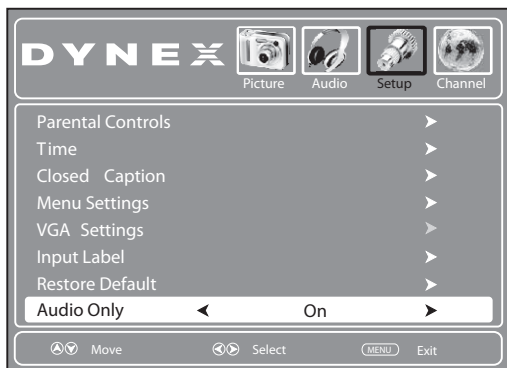 DYNEX
Picture Audio Setup Channel
Parental Controls
Time
Closed Caption
Menu Settings
VGA Settings
Input Label
Restore Default
Audio Only On
Move Select MENU Exit